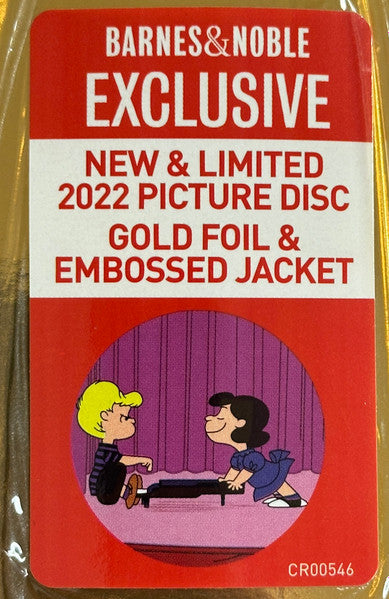 BARNES&NOBLE
EXCLUSIVE
NEW & LIMITED
2022 PICTURE DISC
GOLD FOIL &
EMBOSSED JACKET
CR00546